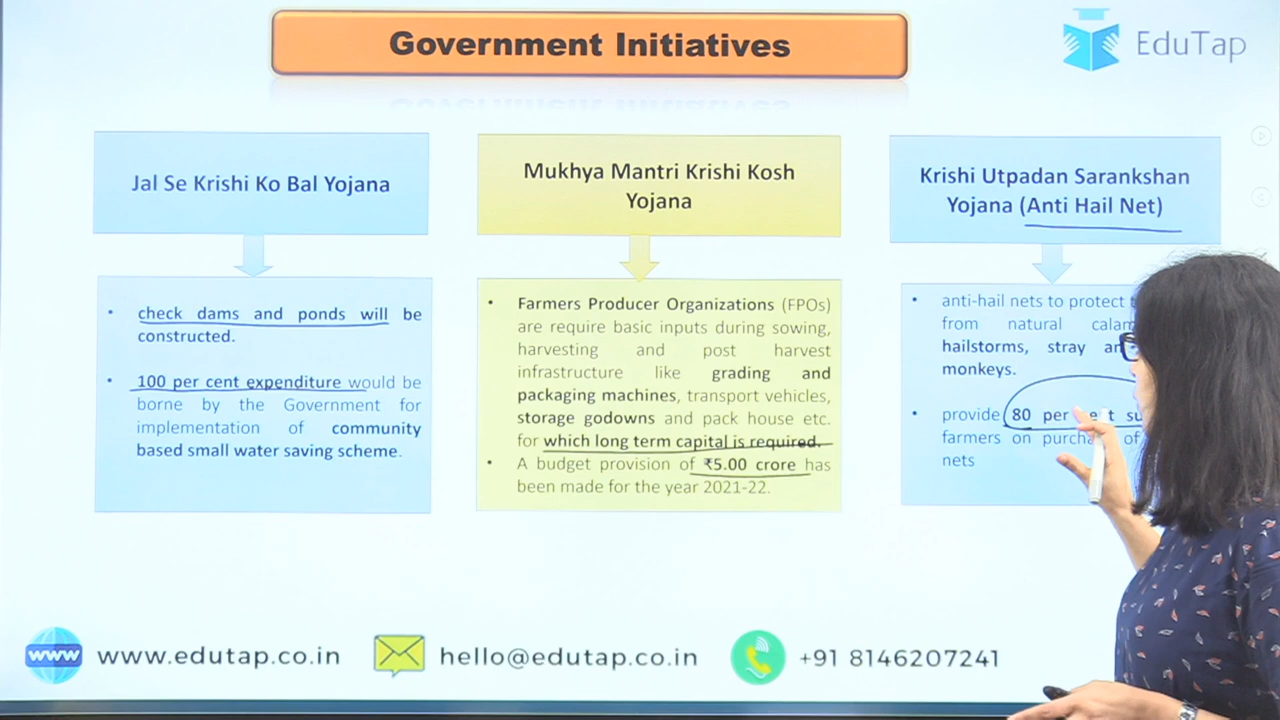 Government Initiatives
EduTap
Jal Se Krishi Ko Bal Yojana
• check dams and ponds will be
constructed.
• 100 per cent expenditure would be
borne by the Government for
implementation of community
based small water saving scheme.
Mukhya Mantri Krishi Kosh
Yojana
• Farmers Producer Organizations (FPOs)
are require basic inputs during sowing,
harvesting and post harvest
infrastructure like grading and
packaging machines, transport vehicles,
storage godowns and pack house etc.
for which long term capital is required.
• A budget provision of ₹5.00 crore has
been made for the year 2021-22.
Krishi Utpadan Sarankshan
Yojana (Anti Hail Net)
• anti-hail nets to protect
from natural
hailstorms, stray
monkeys.
• provide 80 per
farmers on of
nets
www
www.edutap.co.in
hello@edutap.co.in
+91 8146207241